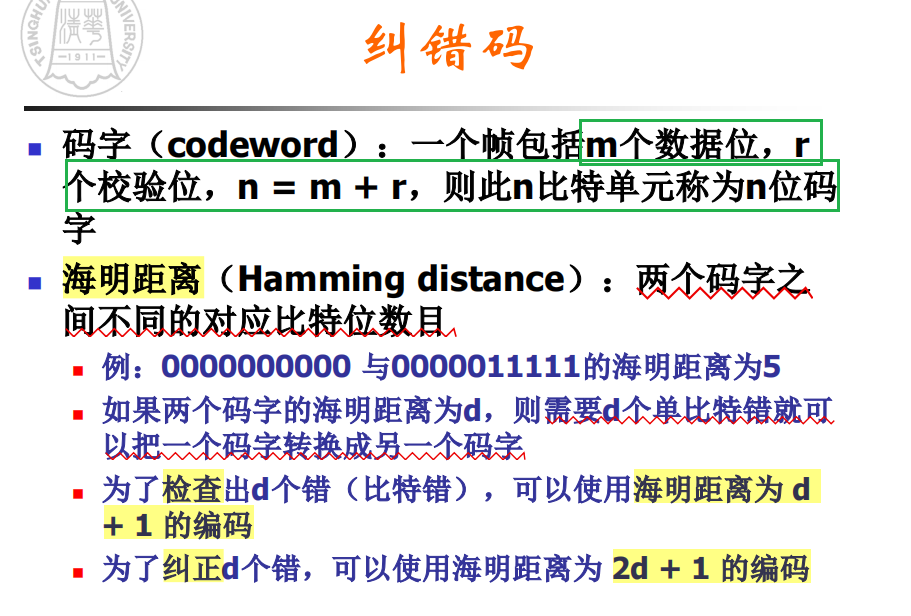 TSINGHUA UNIVERSITY
清華
1911
纠错码
码字（codeword）：一个帧包括m个数据位，r
个校验位，n = m + r，则此n比特单元称为n位码
字
海明距离（Hamming distance）：两个码字之
间不同的对应比特位数目
例：0000000000 与0000011111的海明距离为5
如果两个码字的海明距离为d，则需要d个单比特错就可
以把一个码字转换成另一个码字
为了检查出d个错（比特错），可以使用海明距离为 d
+ 1 的编码
为了纠正d个错，可以使用海明距离为 2d + 1 的编码